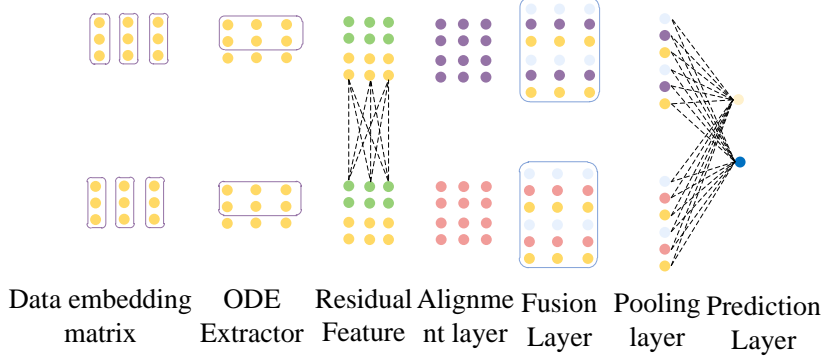 Data embedding
matrix
ODE
Extractor
Residual
Feature
Alignme
nt layer
Fusion
Layer
Pooling
layer
Prediction
Layer